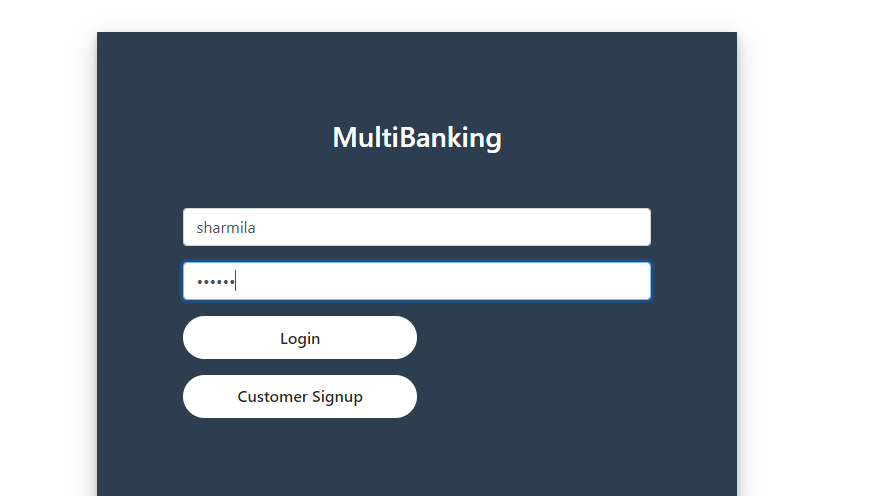 MultiBanking
sharmila
••••••
Login
Customer Signup